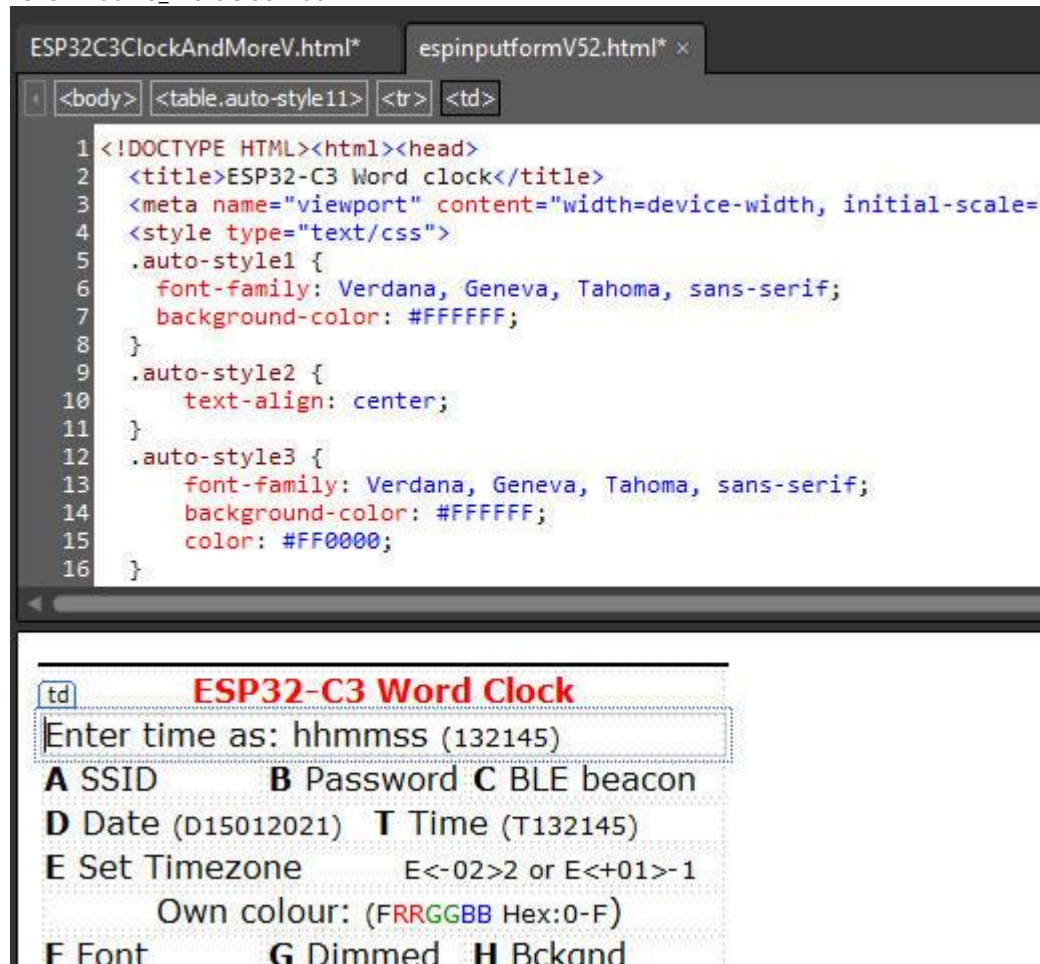 ESP32C3ClockAndMoreV.html* espinputformV52.html* ×
<body> <table.auto-style11> <tr> <td>
1 <!DOCTYPE HTML><html><head>
2 <title>ESP32-C3 Word clock</title>
3 <meta name="viewport" content="width=device-width, initial-scale=
4 <style type="text/css">
5 .auto-style1 {
6 font-family: Verdana, Geneva, Tahoma, sans-serif;
7 background-color: #FFFFFF;
8 }
9 .auto-style2 {
10 text-align: center;
11 }
12 .auto-style3 {
13 font-family: Verdana, Geneva, Tahoma, sans-serif;
14 background-color: #FFFFFF;
15 color: #FF0000;
16 }
td ESP32-C3 Word Clock
Enter time as: hhmmss (132145)
A SSID B Password C BLE beacon
D Date (D15012021) T Time (T132145)
E Set Timezone E<-02>2 or E<+01>-1
Own colour: (FRRGGBB Hex:0-F)
F Font G Dimmed H Bckgnd